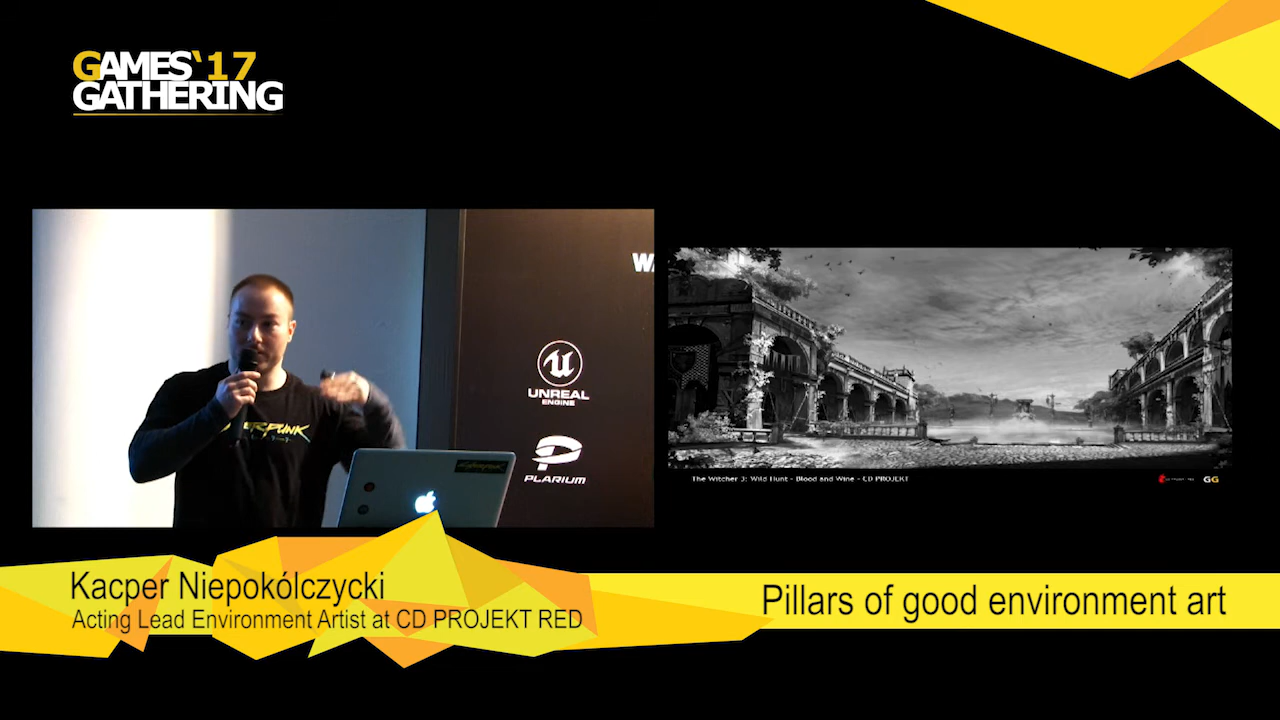 GAMES‘17
GATHERING
UNREAL
ENGINE
PLARIUM
The Witcher 3: Wild Hunt - Blood and Wine - CD PROJEKT
GG
Kacper Niepokólczycki
Acting Lead Environment Artist at CD PROJEKT RED
Pillars of good environment art